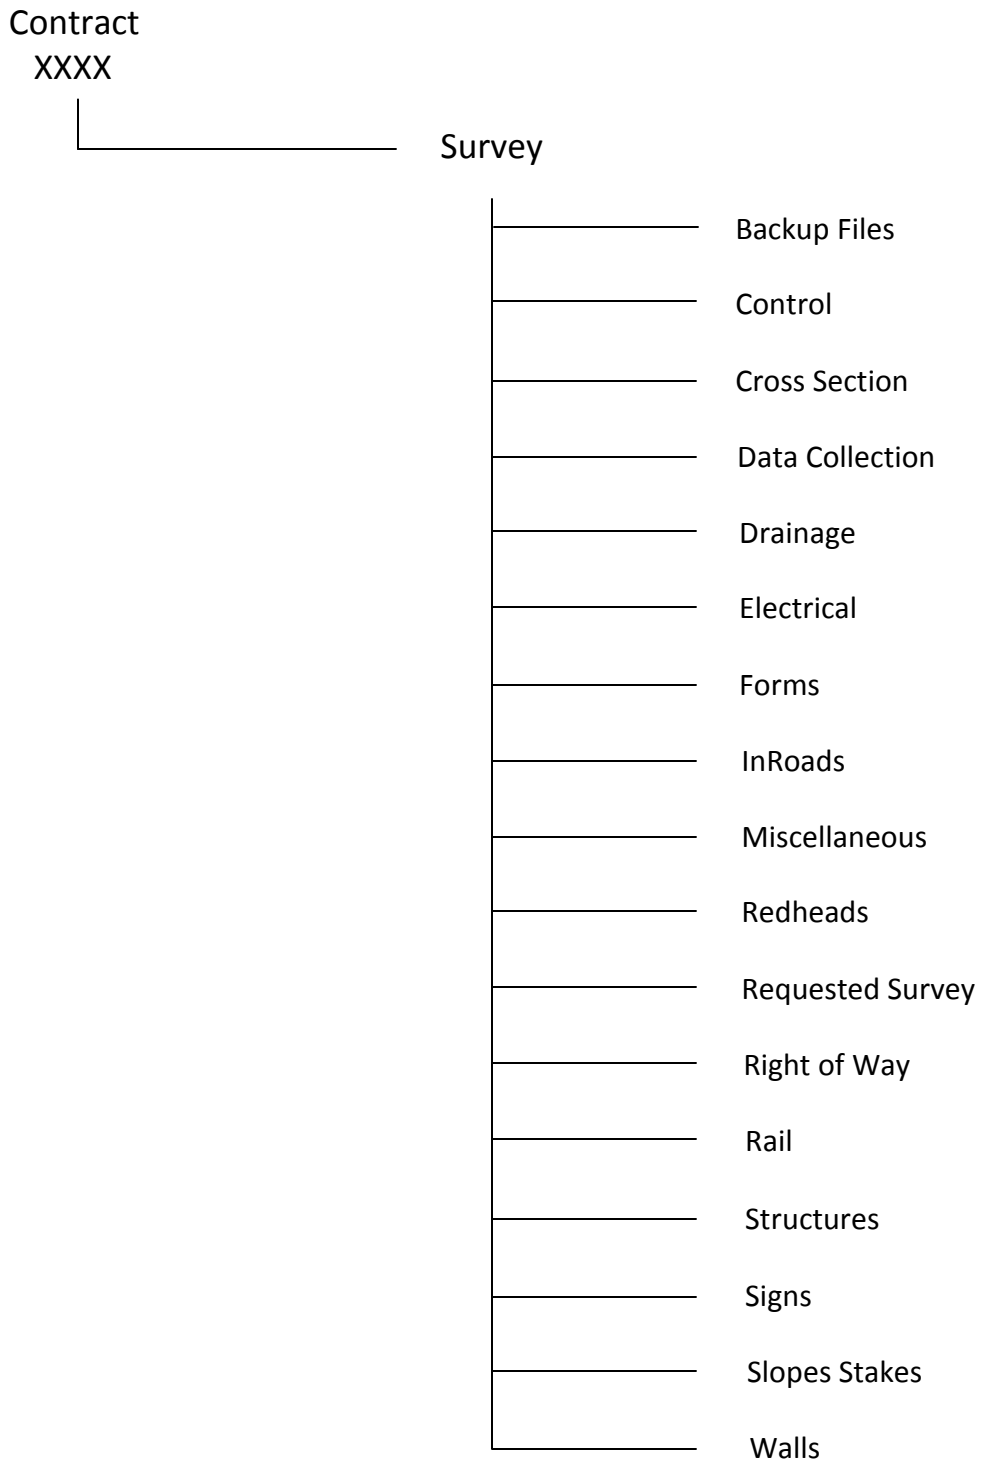 Contract
XXXX
Survey
Backup Files
Control
Cross Section
Data Collection
Drainage
Electrical
Forms
InRoads
Miscellaneous
Redheads
Requested Survey
Right of Way
Rail
Structures
Signs
Slopes Stakes
Walls